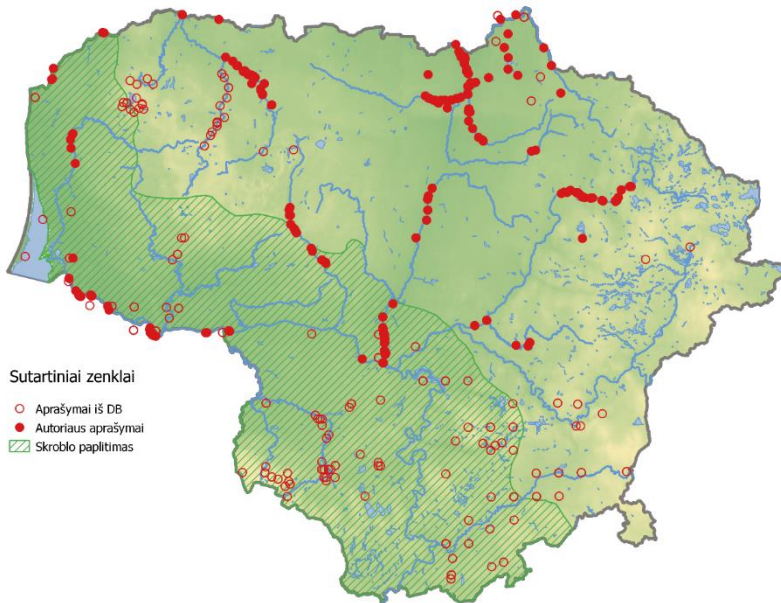 Sutartiniai zenklai
Aprašymai iš DB
Autoriaus aprašymai
Skroblo paplitimas